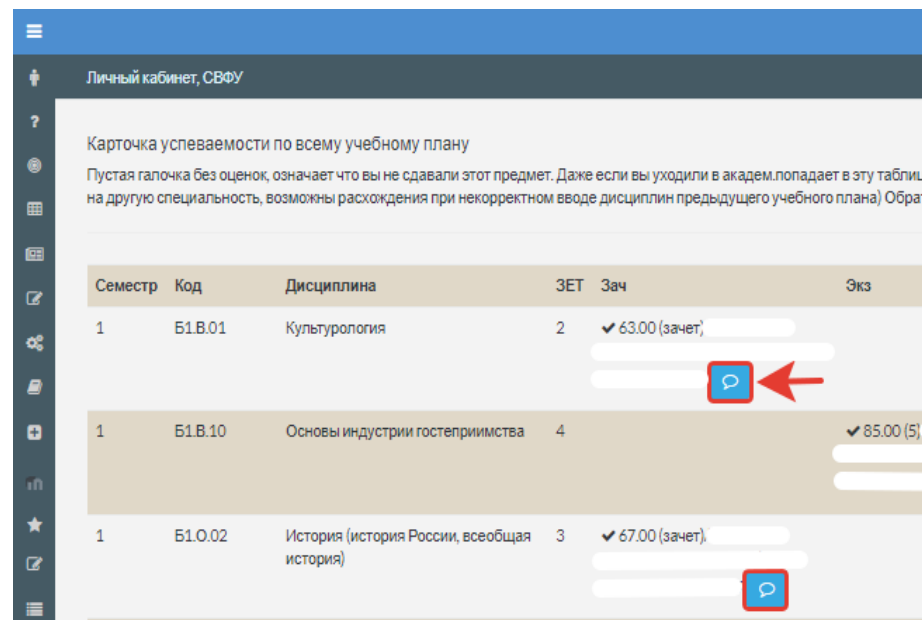 Личный кабинет, СВФУ
Карточка успеваемости по всему учебному плану
Пустая галочка без оценок, означает что вы не сдавали этот предмет. Даже если вы уходили в академ.попадает в эту таблиц
на другую специальность, возможны расхождения при некорректном вводе дисциплин предыдущего учебного плана) Обра
Семестр Код Дисциплина ЗЕТ Зач Экз
1 Б1.В.01 Культурология 2 ✔ 63.00 (зачет)
1 Б1.В.10 Основы индустрии гостеприимства 4 ✔ 85.00 (5)
1 Б1.О.02 История (история России, всеобщая 3 ✔ 67.00 (зачет)
история)